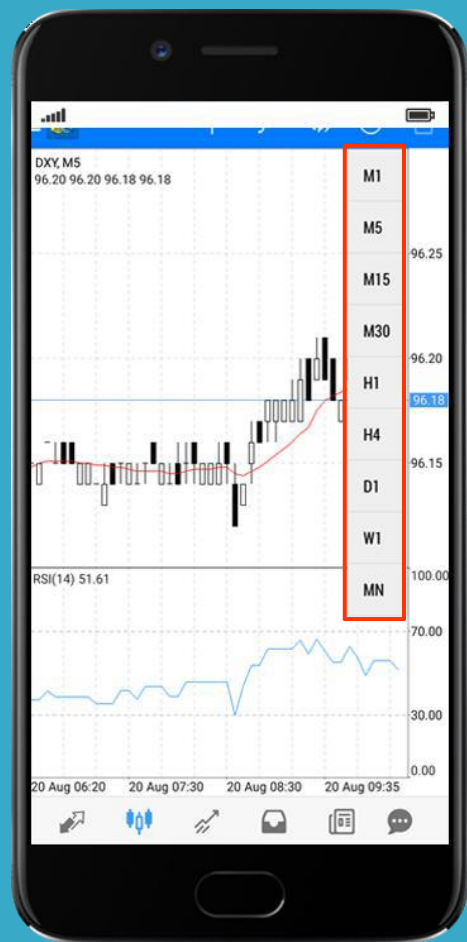 DXY, M5
96.20 96.20 96.18 96.18
M1
M5
M15
M30
H1
H4
D1
W1
MN
96.25
96.20
96.18
96.15
RSI(14) 51.61
100.00
70.00
30.00
0.00
20 Aug 06:20 20 Aug 07:30 20 Aug 08:30 20 Aug 09:35